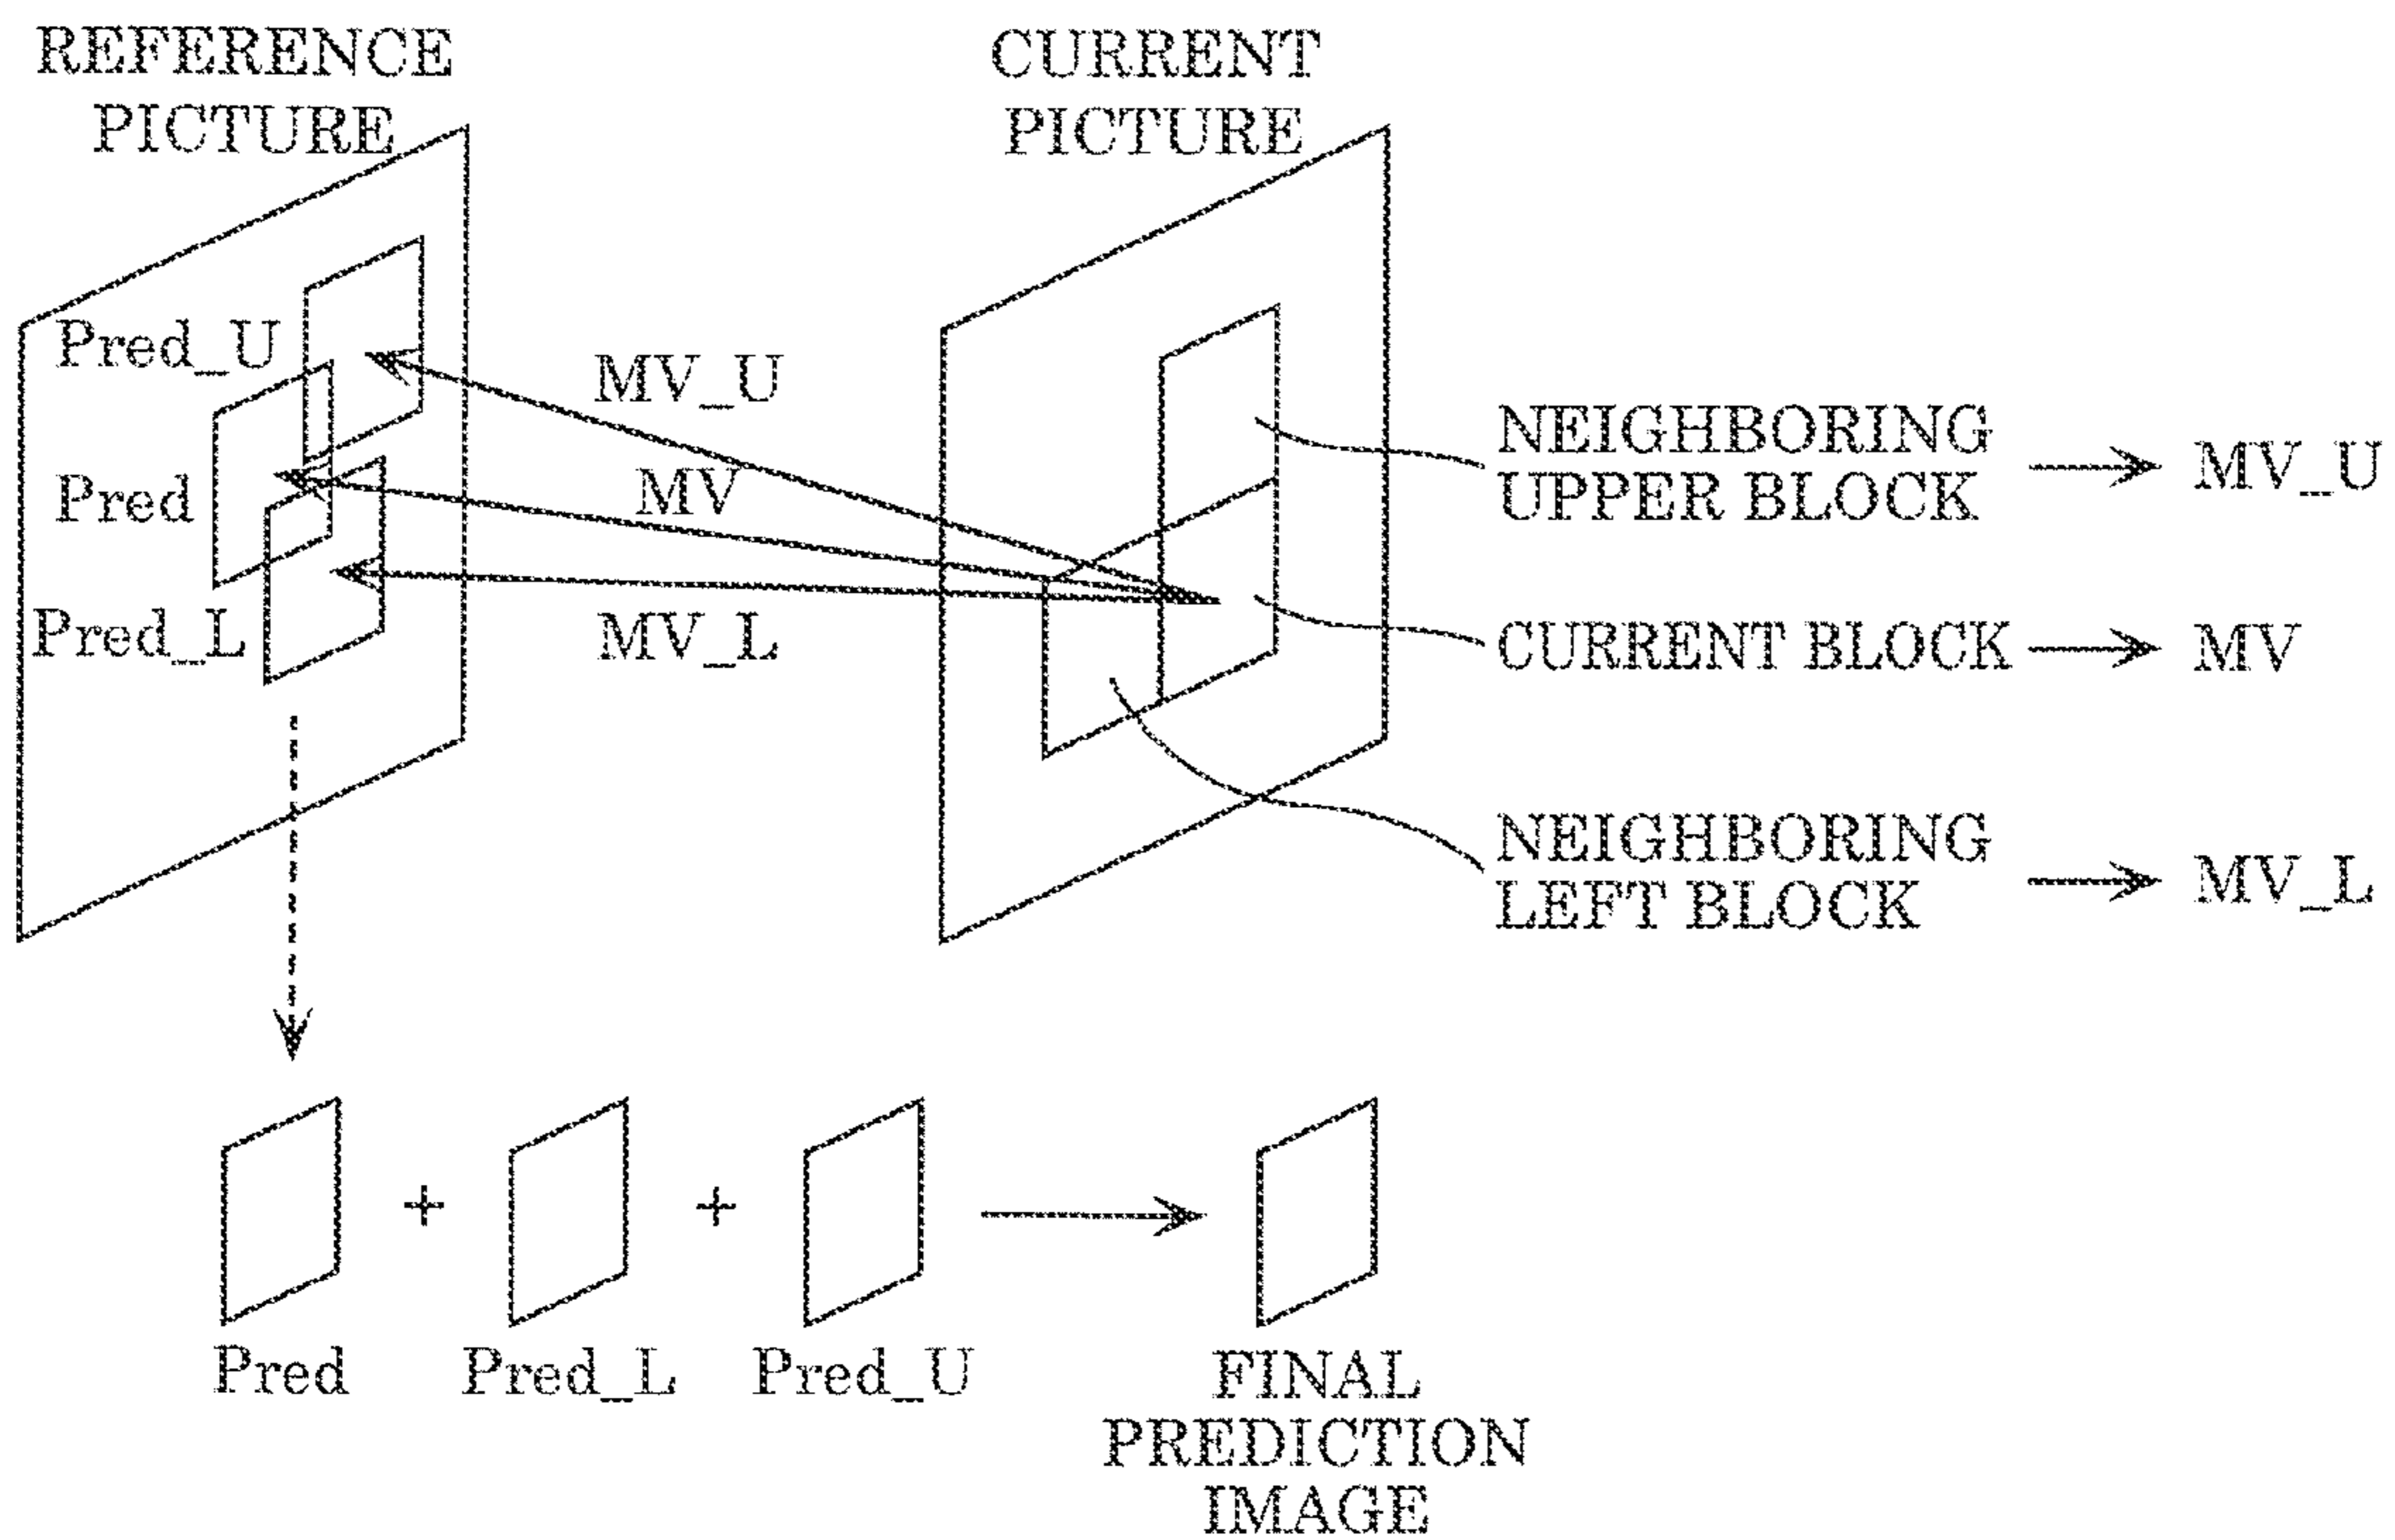 REFERENCE
PICTURE
CURRENT
PICTURE
Pred_U
Pred
Pred_L
MV_U
MV
MV_L
NEIGHBORING
UPPER BLOCK
MV_U
CURRENT BLOCK
MV
NEIGHBORING
LEFT BLOCK
MV_L
+
+
Pred
Pred_L
Pred_U
FINAL
PREDICTION
IMAGE